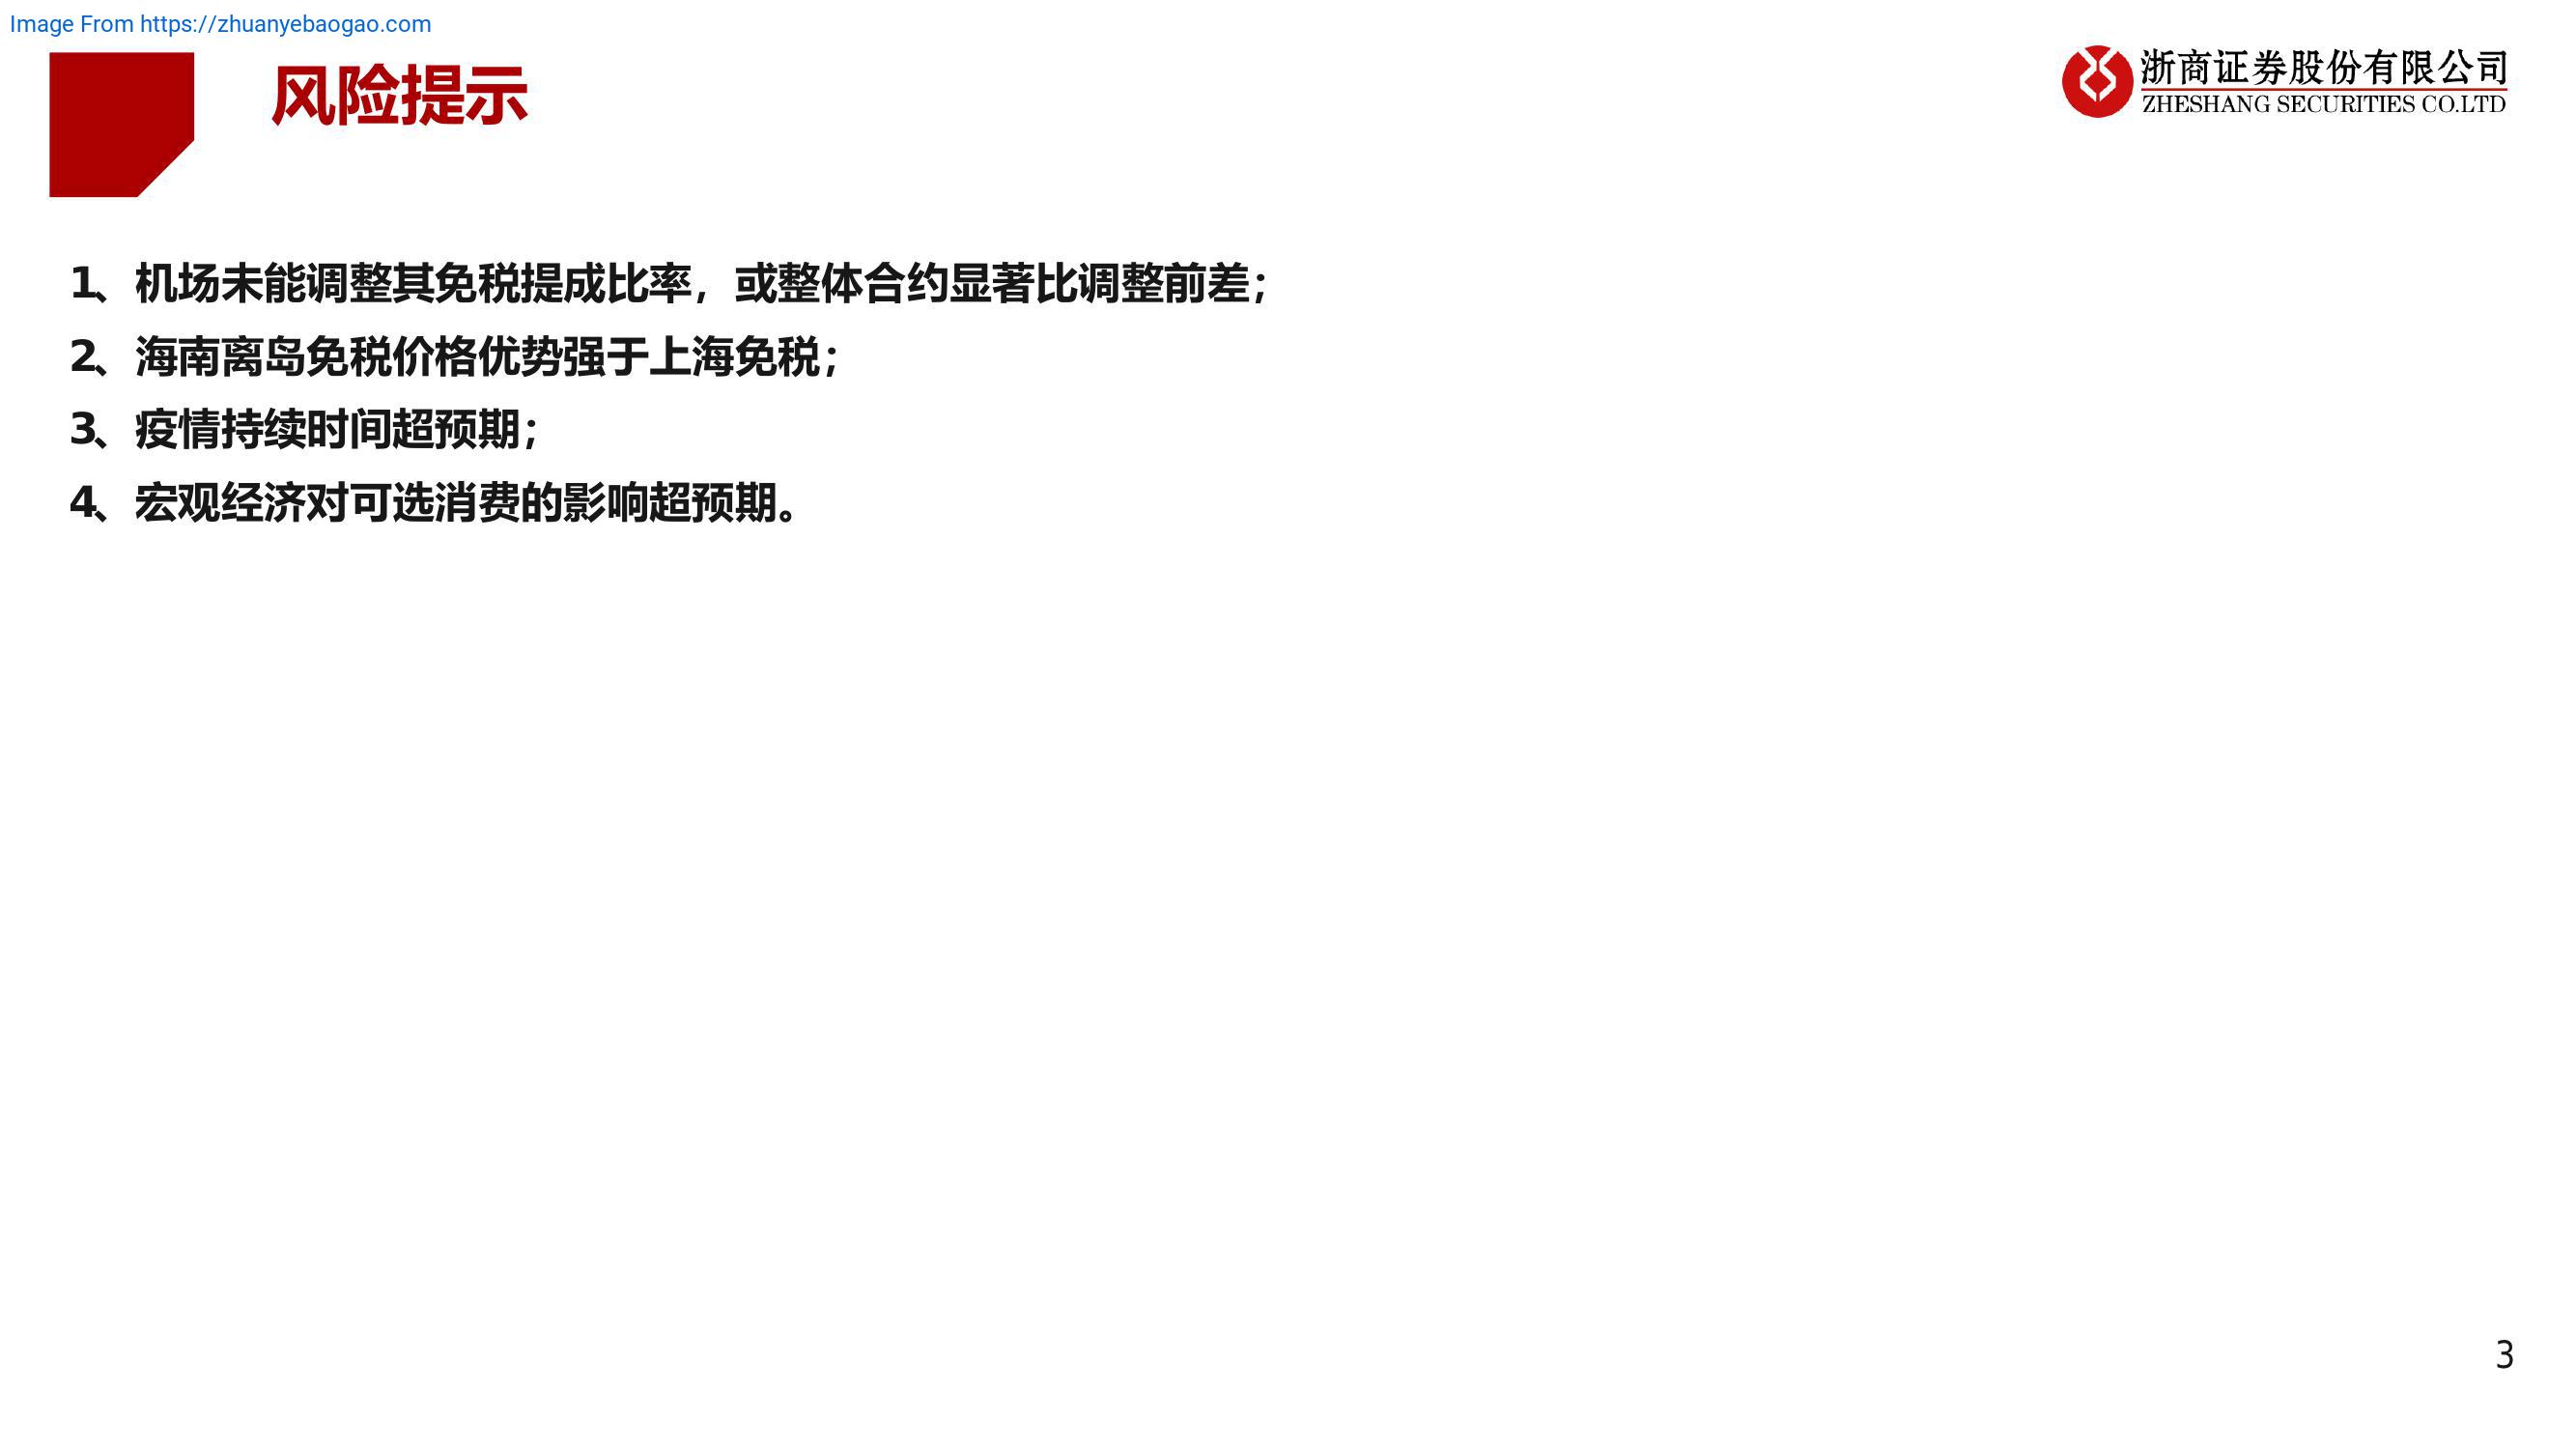 Image From https://zhuanyebaogao.com
风险提示
浙商证券股份有限公司
ZHESHANG SECURITIES CO.LTD
1、机场未能调整其免税提成比率，或整体合约显著比调整前差；
2、海南离岛免税价格优势强于上海免税；
3、疫情持续时间超预期；
4、宏观经济对可选消费的影响超预期。
3